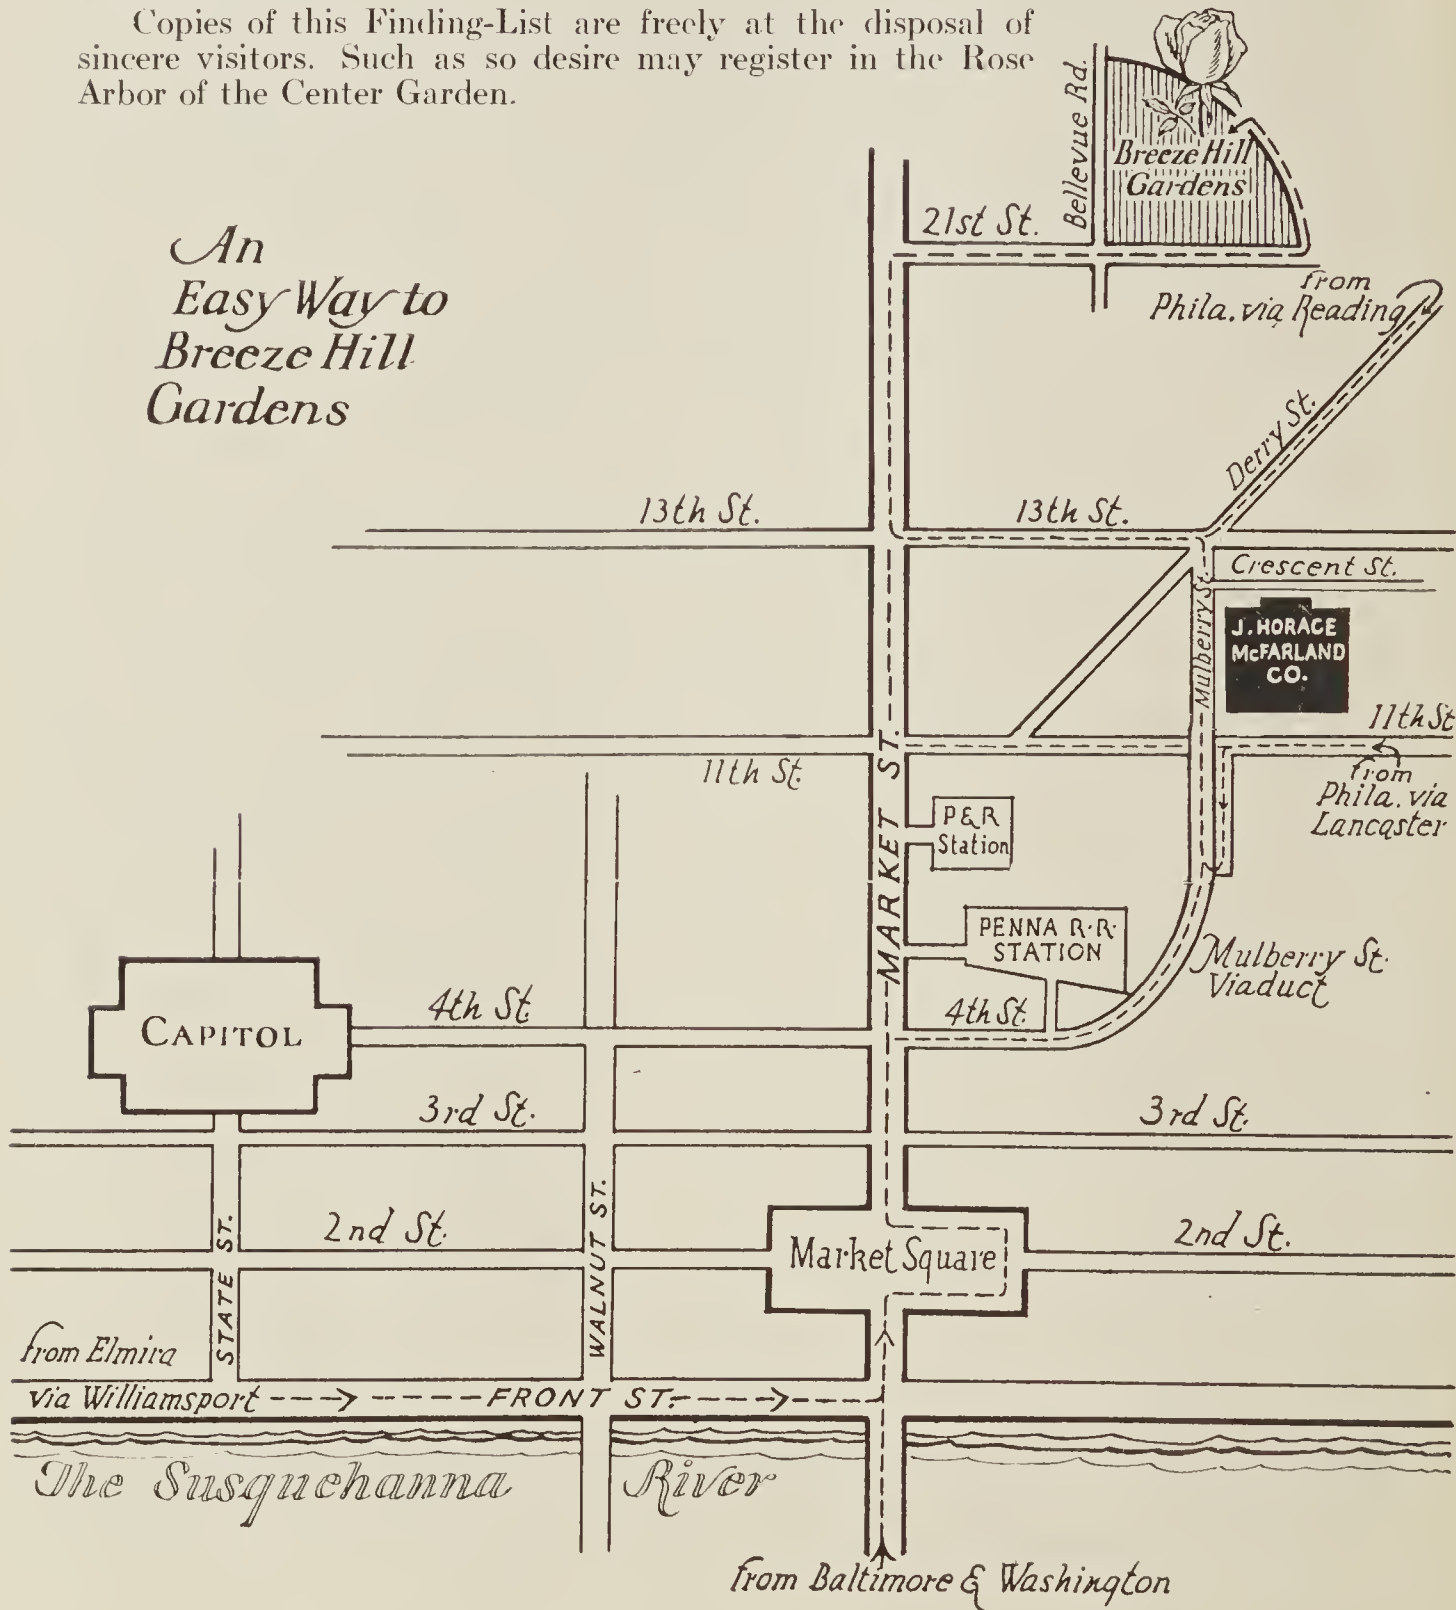 Copies of this Finding-List are freely at the disposal of
sincere visitors. Such as so desire may register in the Rose
Arbor of the Center Garden.
An
Easy Way to
Breeze Hill
Gardens
Bellevue Rd.
Breeze Hill
Gardens
21st St.
from
Phila. via Reading
Derry St.
13th St.
13th St.
Crescent St.
Mulberry St.
J. HORACE
McFARLAND
CO.
11th St
11th St.
from
Phila. via
Lancaster
MARKET ST.
P & R
Station
PENNA R·R·
STATION
Mulberry St.
Viaduct
CAPITOL
4th St.
4th St.
3rd St.
3rd St.
STATE ST.
WALNUT ST.
2nd St.
Market Square
2nd St.
from Elmira
via Williamsport
FRONT ST.
The Susquehanna River
from Baltimore & Washington